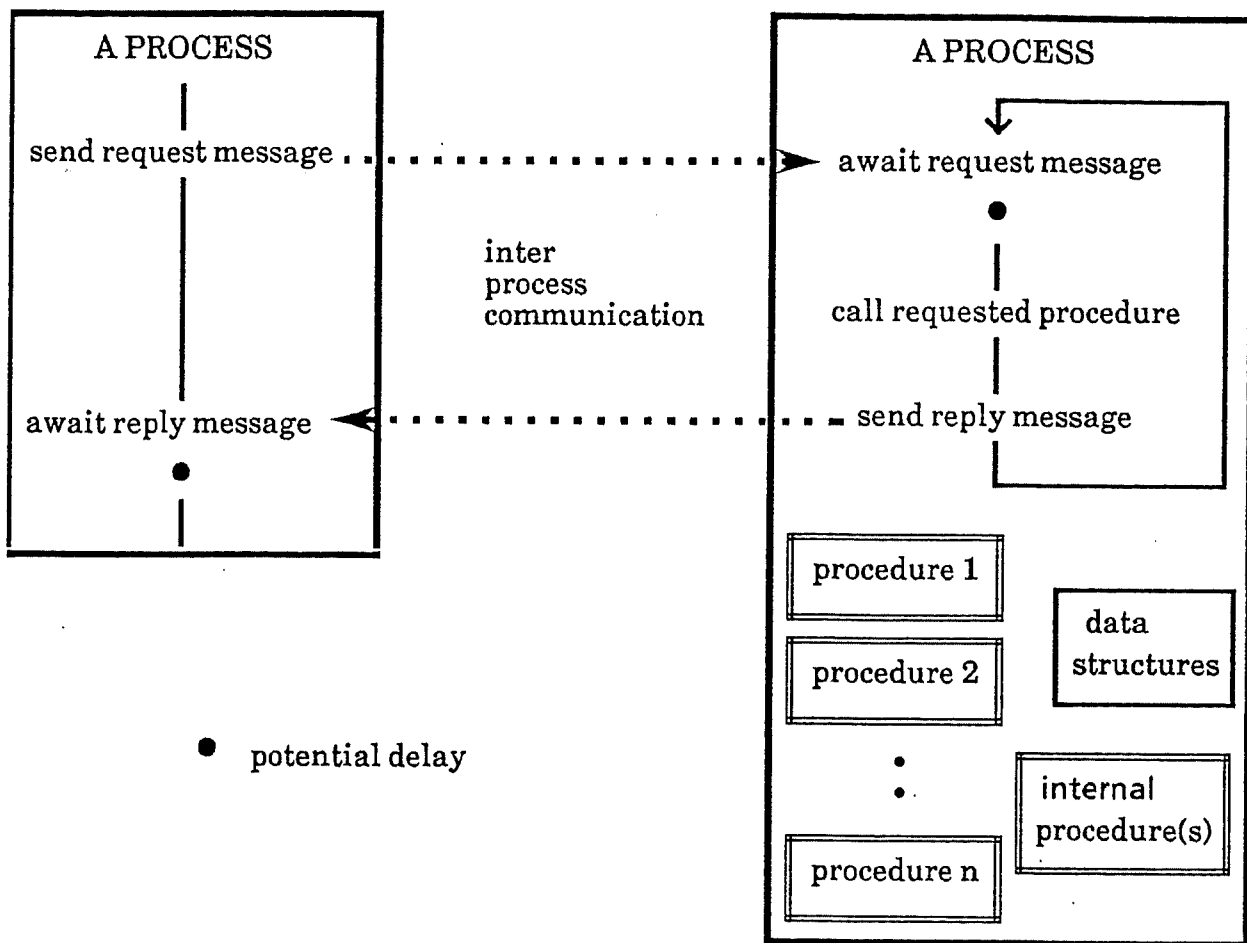 A PROCESS
send request message
await reply message
inter
process
communication
potential delay
A PROCESS
await request message
call requested procedure
send reply message
procedure 1
procedure 2
procedure n
data
structures
internal
procedure(s)